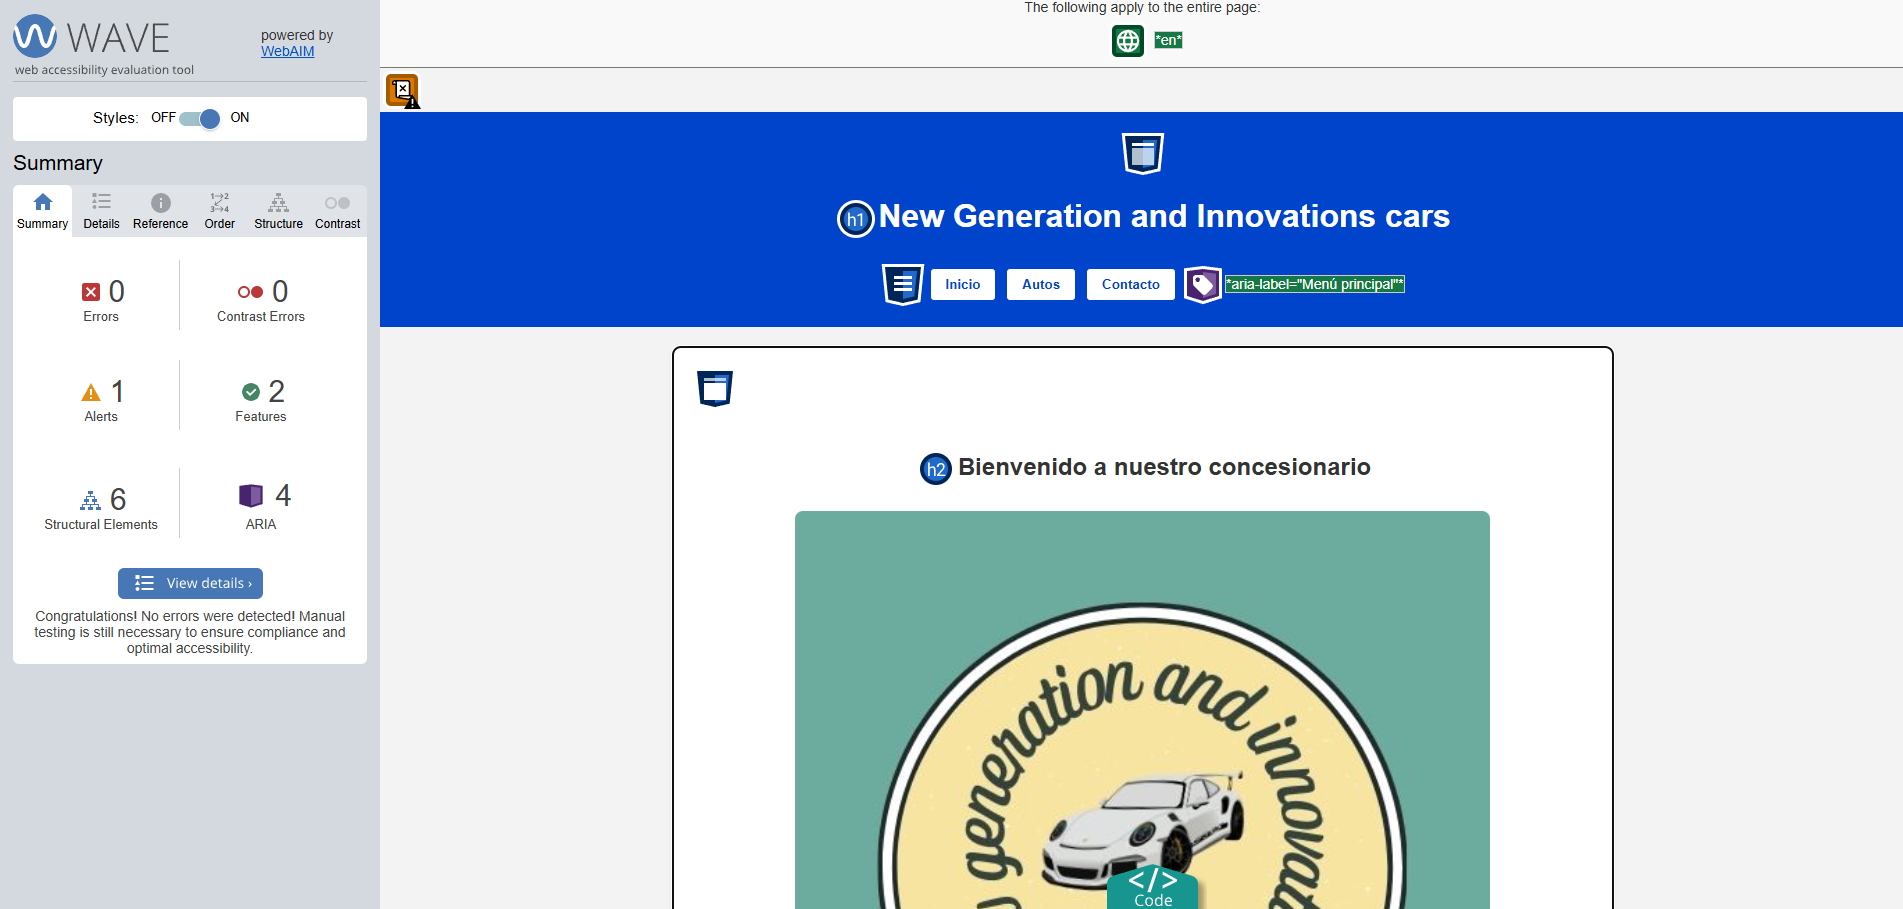 WAVE
powered by
WebAIM
web accessibility evaluation tool
Styles: OFF ON
Summary
Summary Details Reference Order Structure Contrast
0
Errors
0
Contrast Errors
1
Alerts
2
Features
6
Structural Elements
4
ARIA
View details ›
Congratulations! No errors were detected! Manual
testing is still necessary to ensure compliance and
optimal accessibility.
The following apply to the entire page:
*en*
h1 New Generation and Innovations cars
Inicio Autos Contacto *aria-label="Menú principal"*
h2 Bienvenido a nuestro concesionario
generation and innovat
</> Code